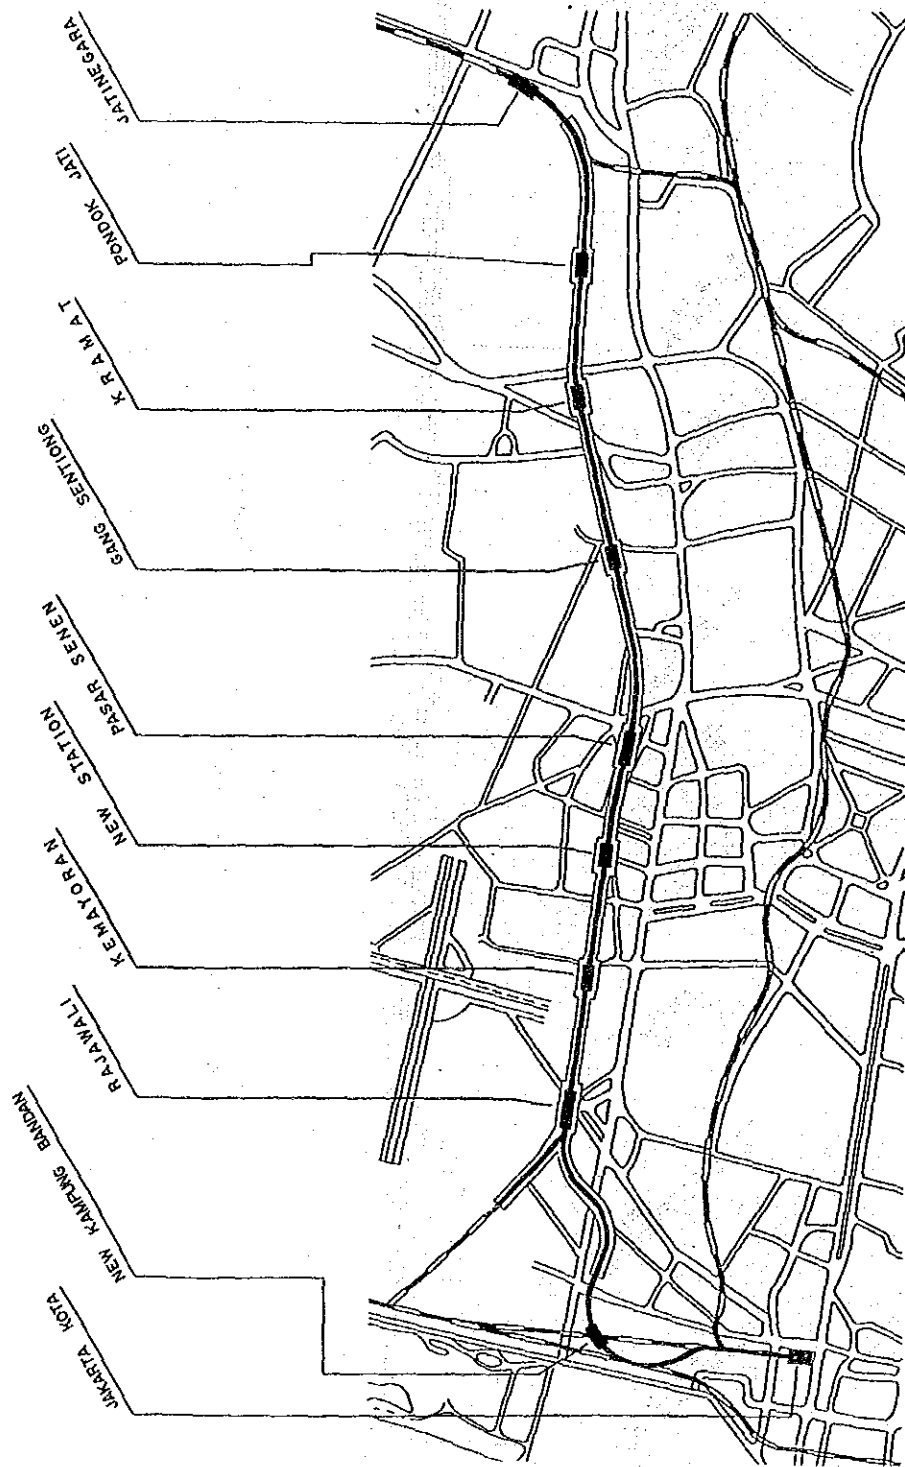 JATINEGARA
PONDOK JATI
KRAMAT
GANG SENTIONG
PASAR SENEN
NEW STATION
KEMAYORAN
RAJAWALI
NEW KAMPUNG BANDAN
JAKARTA KOTA